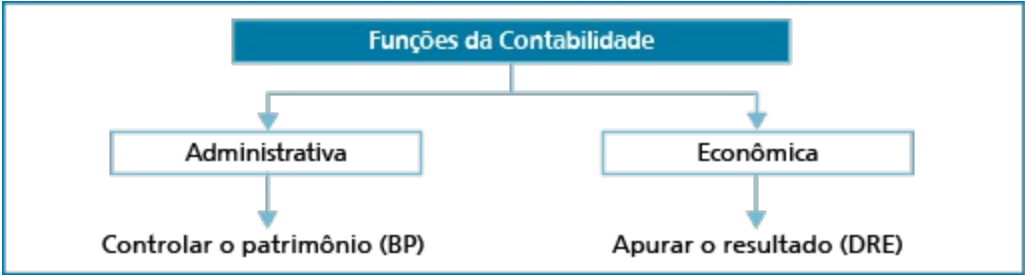 Funções da Contabilidade
Administrativa
Econômica
Controlar o patrimônio (BP)
Apurar o resultado (DRE)